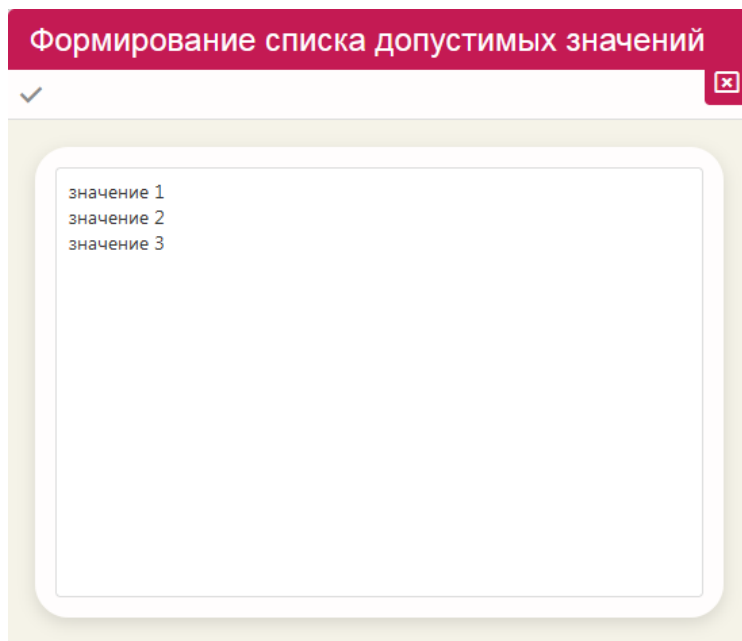 Формирование списка допустимых значений
значение 1
значение 2
значение 3